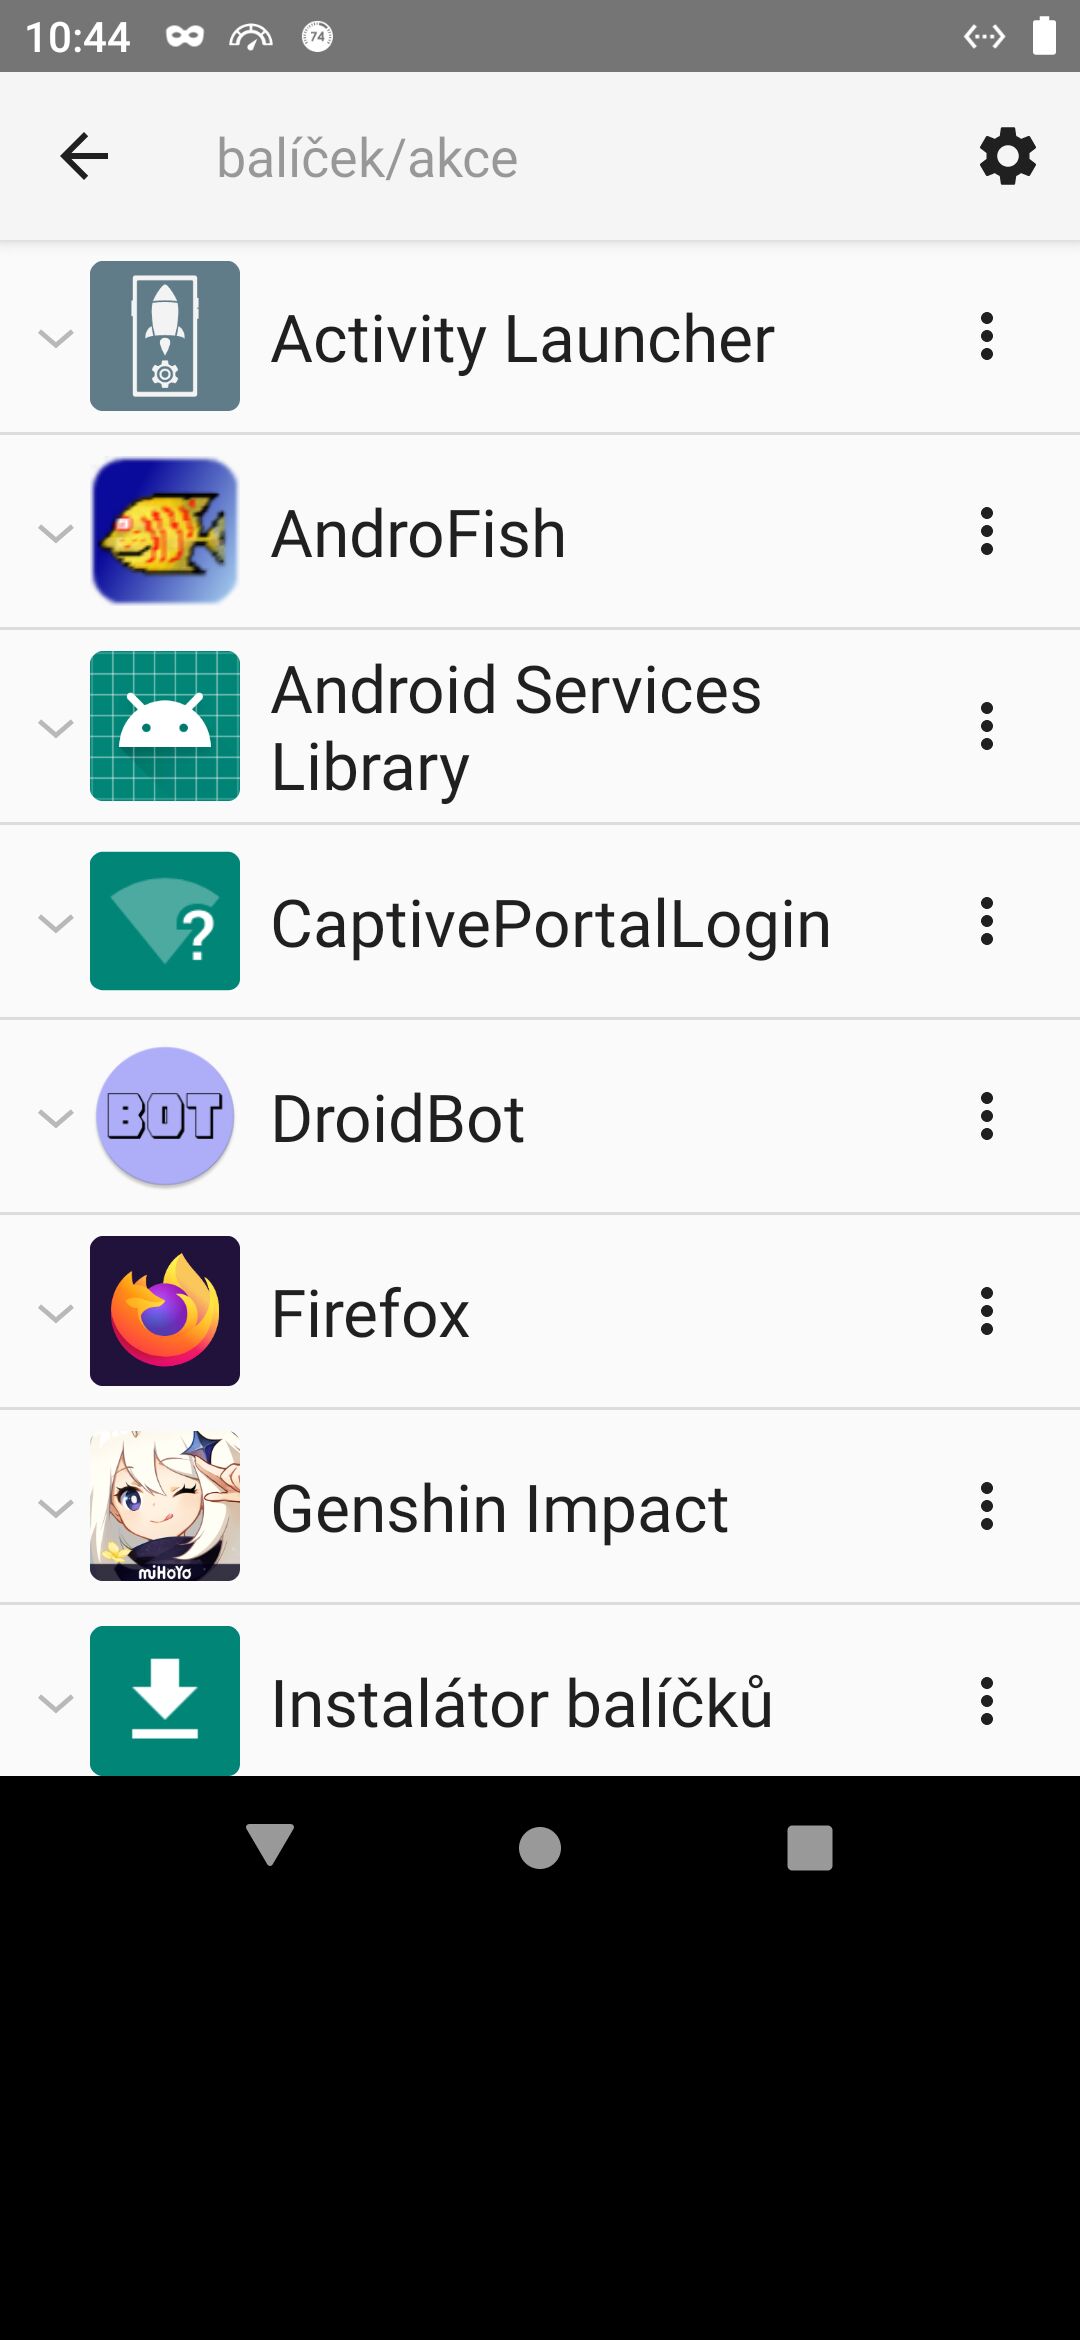 10:44
74
balíček/akce
Activity Launcher
AndroFish
Android Services
Library
?
CaptivePortalLogin
BOT
DroidBot
Firefox
miHoYo
Genshin Impact
Instalátor balíčků